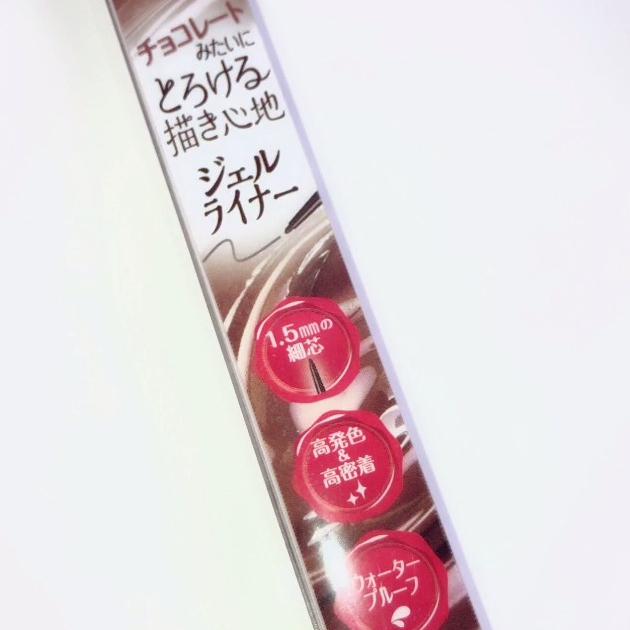 チョコレート
みたいに
とろける
描き心地
ジェル
ライナー
1.5mmの
細芯
高発色
&
高密着
ウォーター
プルーフ